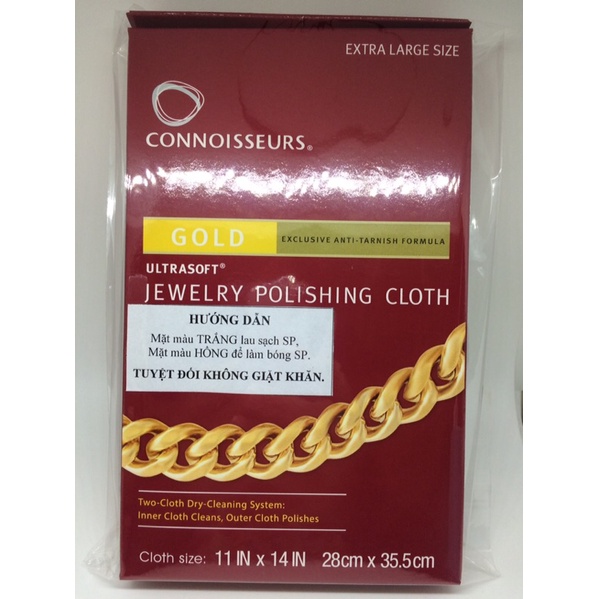 EXTRA LARGE SIZE
CONNOISSEURS®
GOLD
EXCLUSIVE ANTI-TARNISH FORMULA
ULTRASOFT®
JEWELRY POLISHING CLOTH
HƯỚNG DẪN
Mặt màu TRẮNG lau sạch SP,
Mặt màu HỒNG để làm bóng SP.
TUYỆT ĐỐI KHÔNG GIẶT KHĂN.
Two-Cloth Dry-Cleaning System:
Inner Cloth Cleans, Outer Cloth Polishes
Cloth size: 11 IN x 14 IN 28cm x 35.5cm